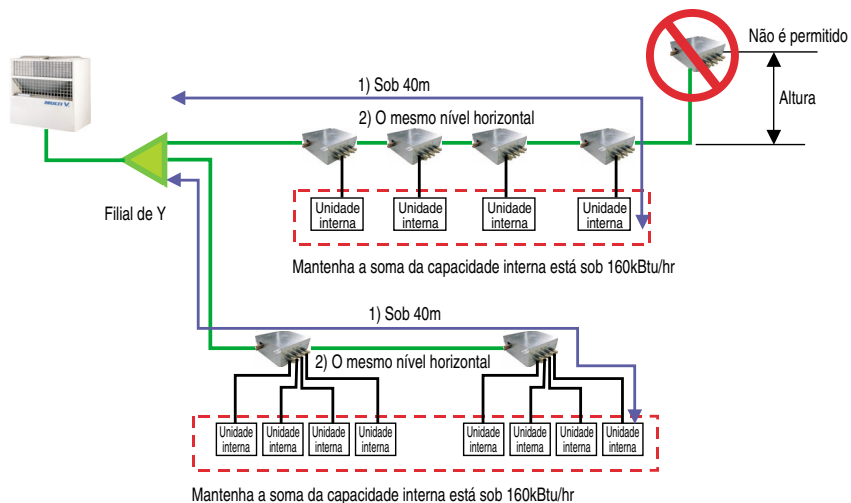 Não é permitido
1) Sob 40m
Altura
MULTI V
2) O mesmo nível horizontal
Filial de Y
Unidade
interna
Unidade
interna
Unidade
interna
Unidade
interna
Mantenha a soma da capacidade interna está sob 160kBtu/hr
1) Sob 40m
2) O mesmo nível horizontal
Unidade
interna
Unidade
interna
Unidade
interna
Unidade
interna
Unidade
interna
Unidade
interna
Unidade
interna
Unidade
interna
Mantenha a soma da capacidade interna está sob 160kBtu/hr